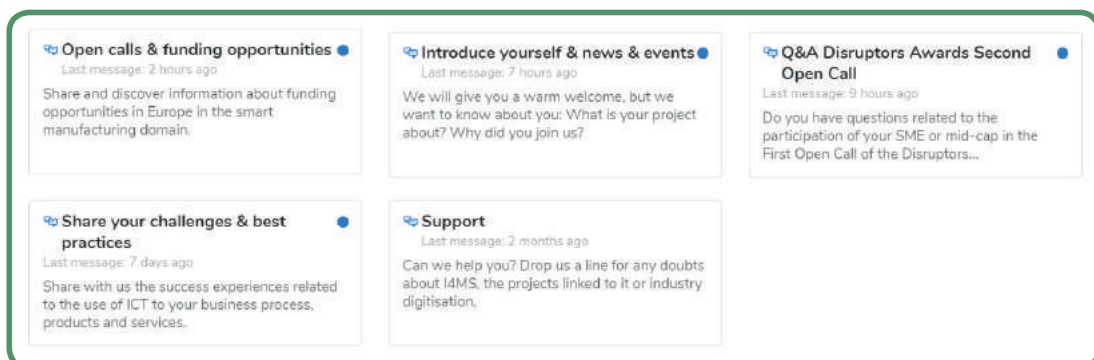 Open calls & funding opportunities
Last message: 2 hours ago
Share and discover information about funding
opportunities in Europe in the smart
manufacturing domain.
Introduce yourself & news & events
Last message: 7 hours ago
We will give you a warm welcome, but we
want to know about you: What is your project
about? Why did you join us?
Q&A Disruptors Awards Second
Open Call
Last message: 9 hours ago
Do you have questions related to the
participation of your SME or mid-cap in the
First Open Call of the Disruptors...
Share your challenges & best
practices
Last message: 7 days ago
Share with us the success experiences related
to the use of ICT to your business process,
products and services.
Support
Last message: 2 months ago
Can we help you? Drop us a line for any doubts
about I4MS, the projects linked to it or industry
digitisation.